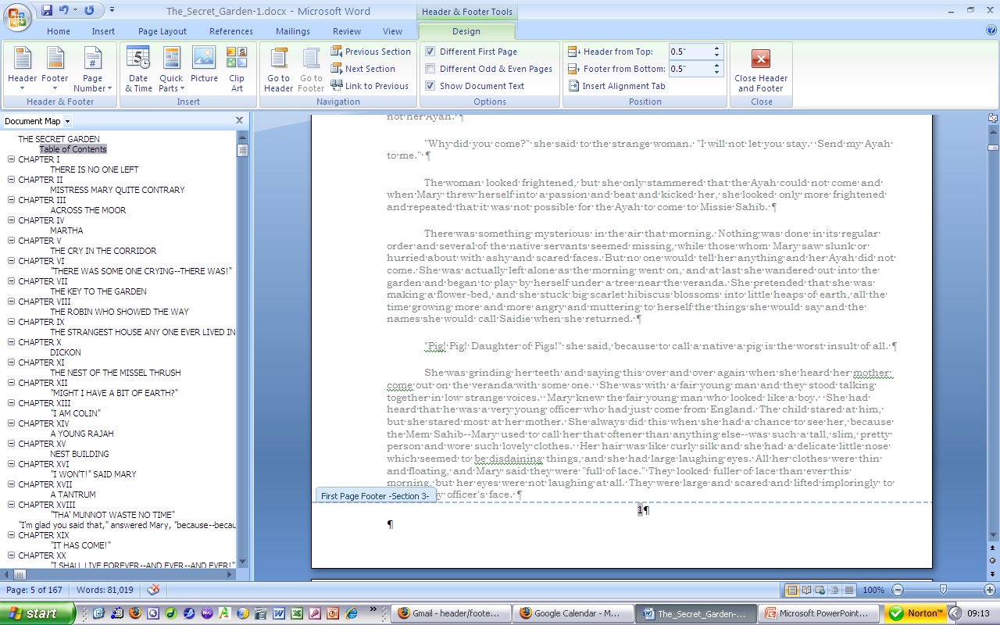 The_Secret_Garden-1.docx - Microsoft Word
Header & Footer Tools
Home Insert Page Layout References Mailings Review View Design
Header Footer Page Number
Header & Footer
Date & Time Quick Parts Picture Clip Art
Insert
Go to Header Go to Footer
Previous Section
Next Section
Link to Previous
Navigation
Different First Page
Different Odd & Even Pages
Show Document Text
Options
Header from Top: 0.5"
Footer from Bottom: 0.5"
Insert Alignment Tab
Position
Close Header and Footer
Close
Document Map
THE SECRET GARDEN
Table of Contents
CHAPTER I
THERE IS NO ONE LEFT
CHAPTER II
MISTRESS MARY QUITE CONTRARY
CHAPTER III
ACROSS THE MOOR
CHAPTER IV
MARTHA
CHAPTER V
THE CRY IN THE CORRIDOR
CHAPTER VI
"THERE WAS SOME ONE CRYING--THERE WAS!"
CHAPTER VII
THE KEY TO THE GARDEN
CHAPTER VIII
THE ROBIN WHO SHOWED THE WAY
CHAPTER IX
THE STRANGEST HOUSE ANY ONE EVER LIVED IN
CHAPTER X
DICKON
CHAPTER XI
THE NEST OF THE MISSEL THRUSH
CHAPTER XII
"MIGHT I HAVE A BIT OF EARTH?"
CHAPTER XIII
"I AM COLIN"
CHAPTER XIV
A YOUNG RAJAH
CHAPTER XV
NEST BUILDING
CHAPTER XVI
"I WON'T!" SAID MARY
CHAPTER XVII
A TANTRUM
CHAPTER XVIII
"THA' MUNNOT WASTE NO TIME"
"I'm glad you said that," answered Mary, "because--becau
CHAPTER XIX
"IT HAS COME!"
CHAPTER XX
"I SHALL LIVE FOREVER--AND EVER--AND EVER!"
not her Ayah. ¶
"Why did you come?" she said to the strange woman. "I will not let you stay. Send my Ayah
to me." ¶
The woman looked frightened, but she only stammered that the Ayah could not come and
when Mary threw herself into a passion and beat and kicked her, she looked only more frightened
and repeated that it was not possible for the Ayah to come to Missie Sahib. ¶
There was something mysterious in the air that morning. Nothing was done in its regular
order and several of the native servants seemed missing, while those whom Mary saw slunk or
hurried about with ashy and scared faces. But no one would tell her anything and her Ayah did not
come. She was actually left alone as the morning went on, and at last she wandered out into the
garden and began to play by herself under a tree near the veranda. She pretended that she was
making a flower-bed, and she stuck big scarlet hibiscus blossoms into little heaps of earth, all the
time growing more and more angry and muttering to herself the things she would say and the
names she would call Saidie when she returned. ¶
"Pig! Pig! Daughter of Pigs!" she said, because to call a native a pig is the worst insult of all. ¶
She was grinding her teeth and saying this over and over again when she heard her mother
come out on the veranda with some one. She was with a fair young man and they stood talking
together in low strange voices. Mary knew the fair young man who looked like a boy. She had
heard that he was a very young officer who had just come from England. The child stared at him,
but she stared most at her mother. She always did this when she had a chance to see her, because
the Mem Sahib--Mary used to call her that oftener than anything else--was such a tall, slim, pretty
person and wore such lovely clothes. Her hair was like curly silk and she had a delicate little nose
which seemed to be disdaining things, and she had large laughing eyes. All her clothes were thin
and floating, and Mary said they were "full of lace." They looked fuller of lace than ever this
morning, but her eyes were not laughing at all. They were large and scared and lifted imploringly to
y officer's face. ¶
First Page Footer -Section 3-
1¶
¶
Page: 5 of 167 Words: 81,019 100%
start Gmail - header/foote... Google Calendar - M... The_Secret_Garden-... Microsoft PowerPoint... Norton™ 09:13